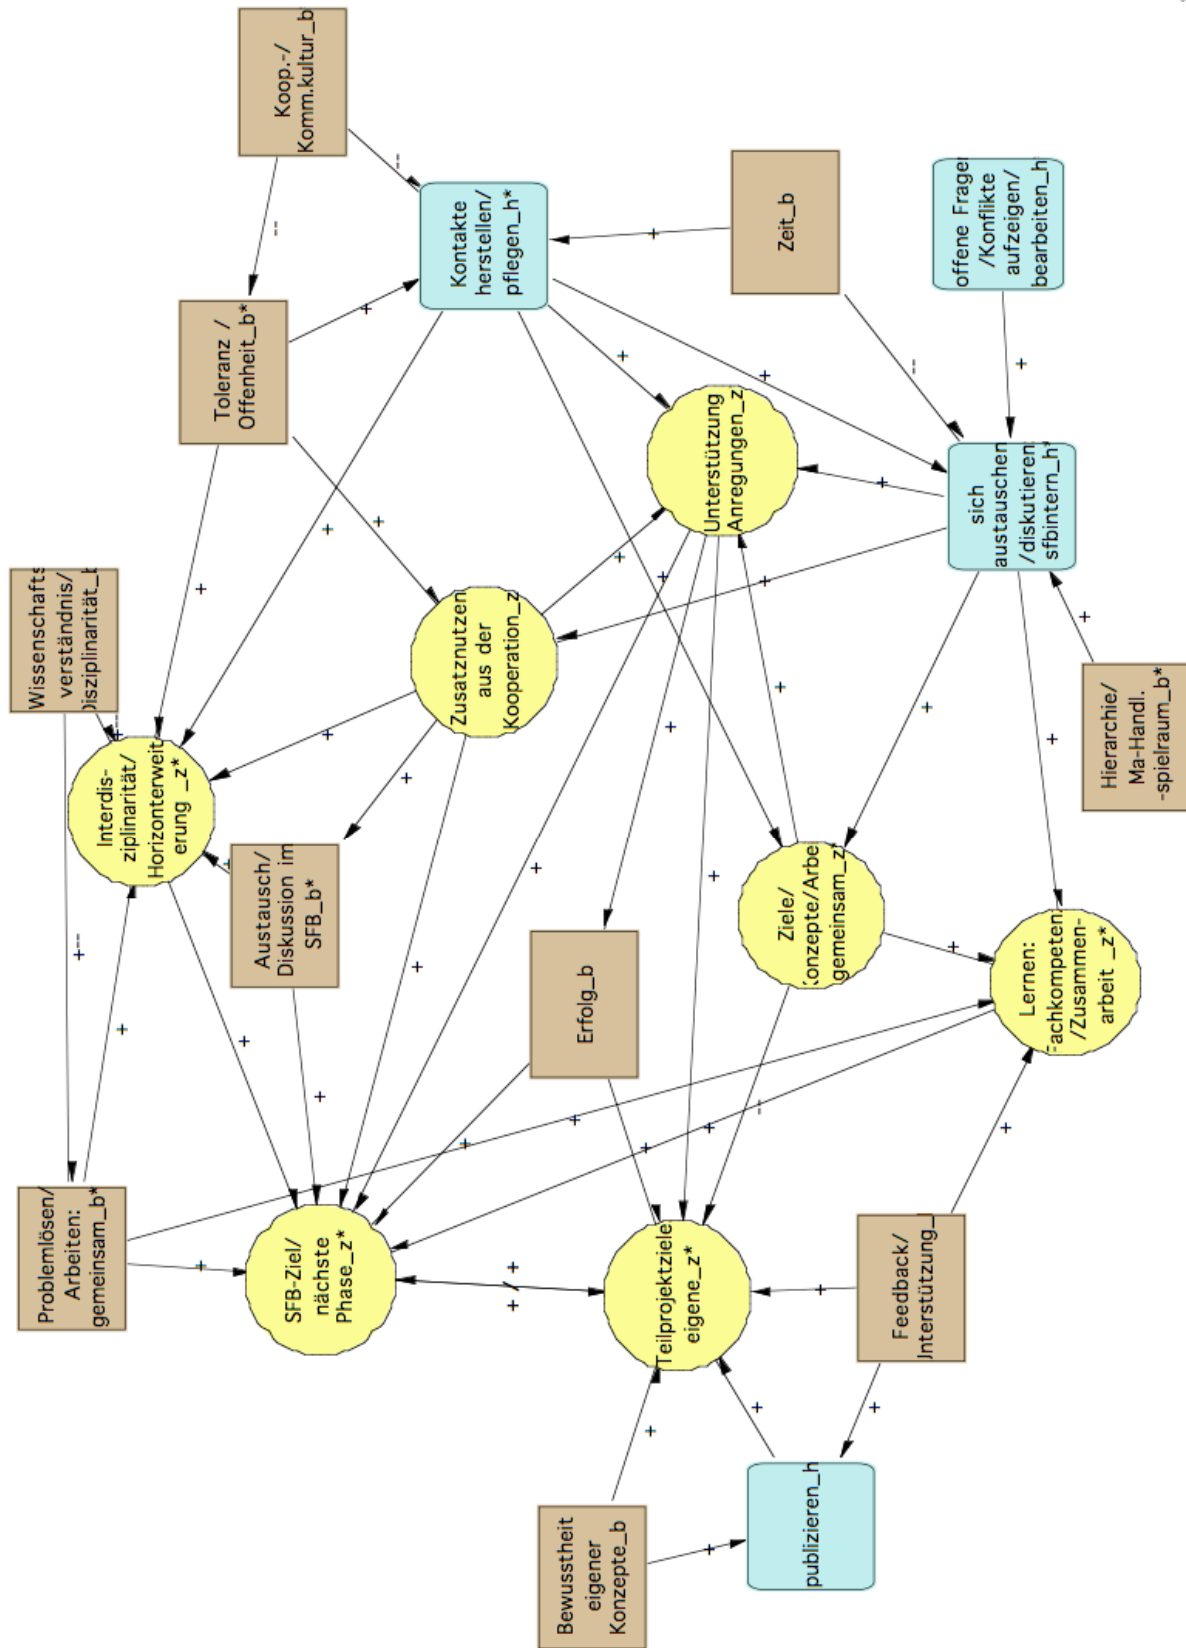 Koop.-/
Komm.kultur_b
Toleranz /
Offenheit_b*
Kontakte
herstellen/
pflegen_h*
Zeit_b
offene Frage
/Konflikte
aufzeigen/
bearbeiten_h
Wissenschafts
verständnis/
Disziplinarität_b
Zusatznutzen
aus der
Kooperation_z
Unterstützung
Anregungen_z
sich
austauschen
/diskutieren
sfbintern_h*
Interdis-
ziplinarität/
Horizonterweit
erung _z*
Austausch/
Diskussion im
SFB_b*
Erfolg_b
Ziele/
Konzepte/Arbe
gemeinsam_z*
Hierarchie/
Ma-Handl.
-spielraum_b*
Lernen:
Fachkompeten
/Zusammen-
arbeit _z*
Problemlösen/
Arbeiten:
gemeinsam_b*
SFB-Ziel/
nächste
Phase_z*
Teilprojektziele
eigene_z*
Feedback/
Unterstützung_
Bewusstheit
eigener
Konzepte_b
publizieren_h